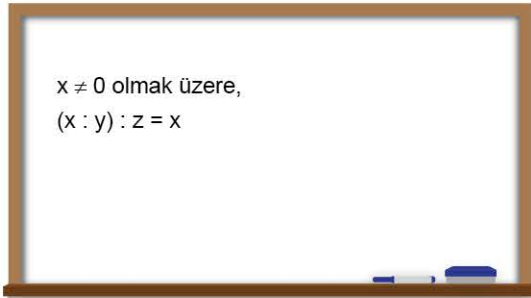 x ≠ 0 olmak üzere,
(x : y) : z = x